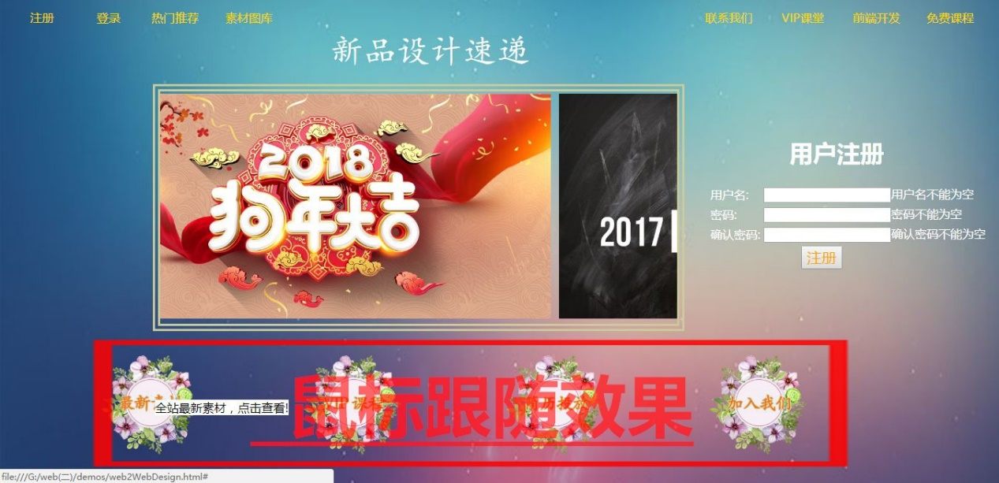 注册 登录 热门推荐 素材图库 联系我们 VIP课堂 前端开发 免费课程
新品设计速递
2018
狗年大吉
2017
用户注册
用户名: 用户名不能为空
密码: 密码不能为空
确认密码: 确认密码不能为空
注册
鼠标跟随效果
最新
全站最新素材，点击查看!
VIP课程
加入我们
file:///G:/web(二)/demos/web2WebDesign.html#